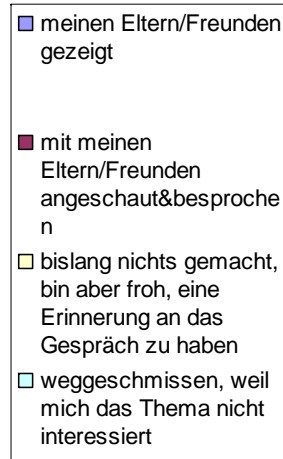 meinen Eltern/Freunden
gezeigt
mit meinen
Eltern/Freunden
angeschaut&besproche
n
bislang nichts gemacht,
bin aber froh, eine
Erinnerung an das
Gespräch zu haben
weggeschmissen, weil
mich das Thema nicht
interessiert